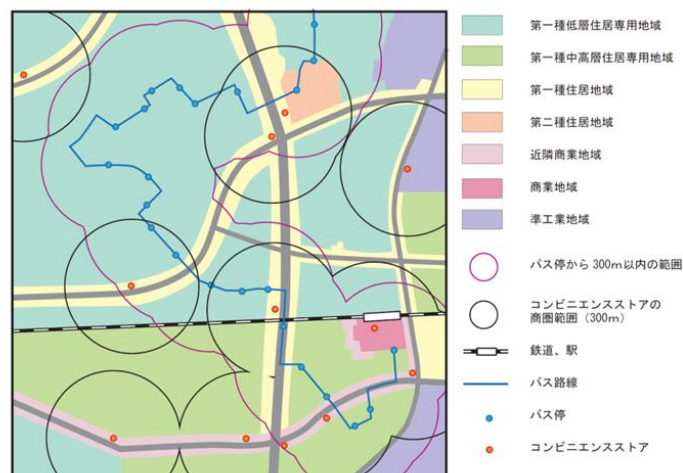 第一種低層住居専用地域
第一種中高層住居専用地域
第一種住居地域
第二種住居地域
近隣商業地域
商業地域
準工業地域
バス停から300m以内の範囲
コンビニエンスストアの
商圏範囲（300m）
鉄道、駅
バス路線
バス停
コンビニエンスストア